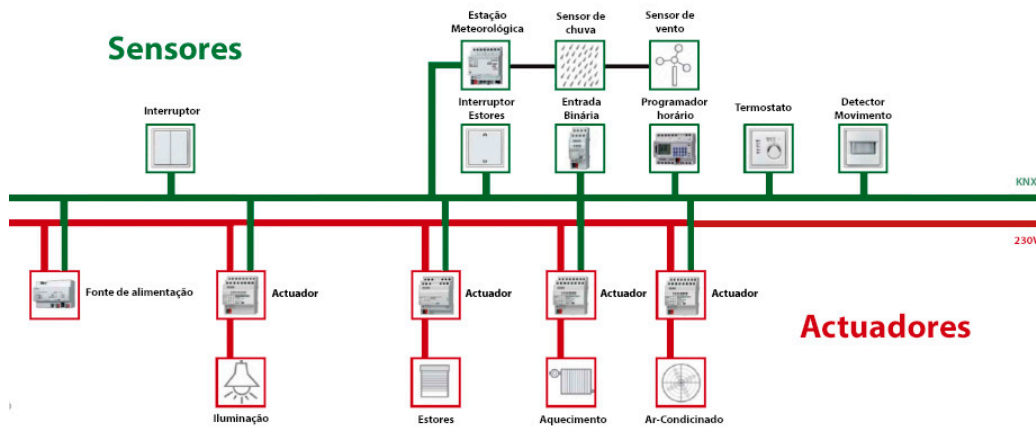 Sensores
Estação
Meteorológica
Sensor de
chuva
Sensor de
vento
Interruptor
Interruptor
Estores
Entrada
Binária
Programador
horário
Termostato
Detector
Movimento
KNX
230V
Fonte de alimentação
Actuador
Actuador
Actuador
Actuador
Actuadores
Iluminação
Estores
Aquecimento
Ar-Condicinado